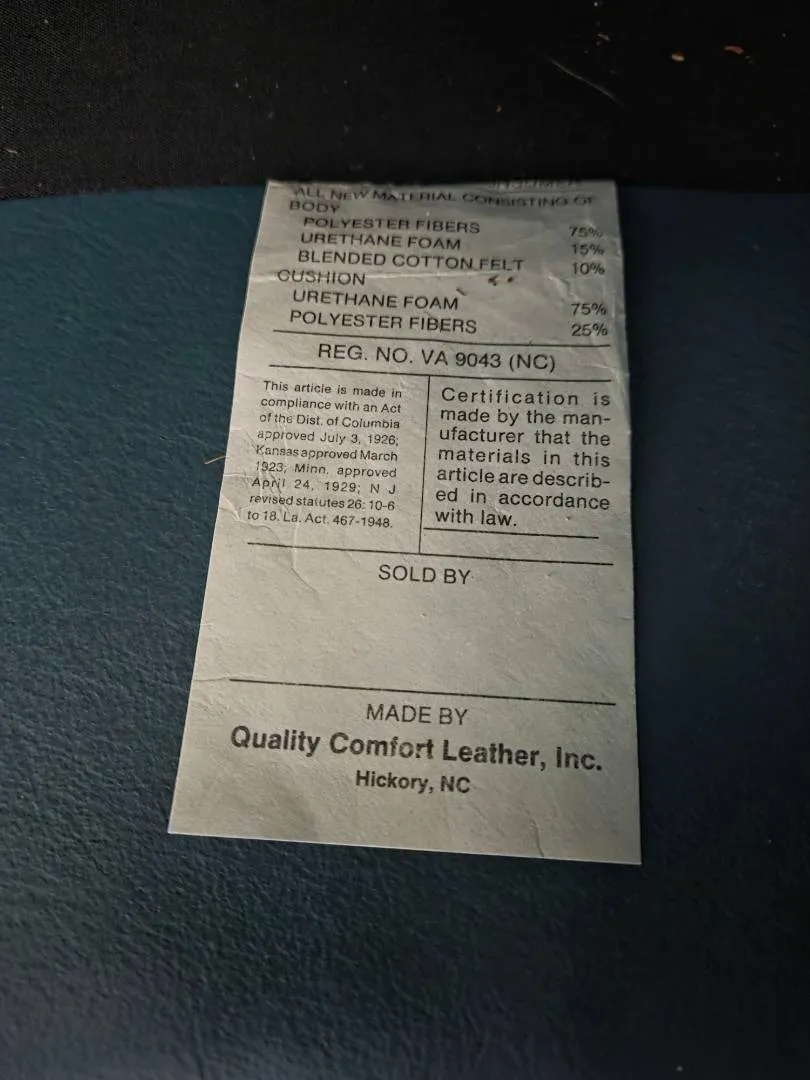 ALL NEW MATERIAL CONSISTING OF
BODY
POLYESTER FIBERS 75%
URETHANE FOAM 15%
BLENDED COTTON FELT 10%
CUSHION
URETHANE FOAM 75%
POLYESTER FIBERS 25%
REG. NO. VA 9043 (NC)
This article is made in
compliance with an Act
of the Dist. of Columbia
approved July 3, 1926;
Kansas approved March
1923; Minn. approved
April 24, 1929; N J
revised statutes 26: 10-6
to 18. La. Act. 467-1948.
Certification is
made by the man-
ufacturer that the
materials in this
article are describ-
ed in accordance
with law.
SOLD BY
MADE BY
Quality Comfort Leather, Inc.
Hickory, NC